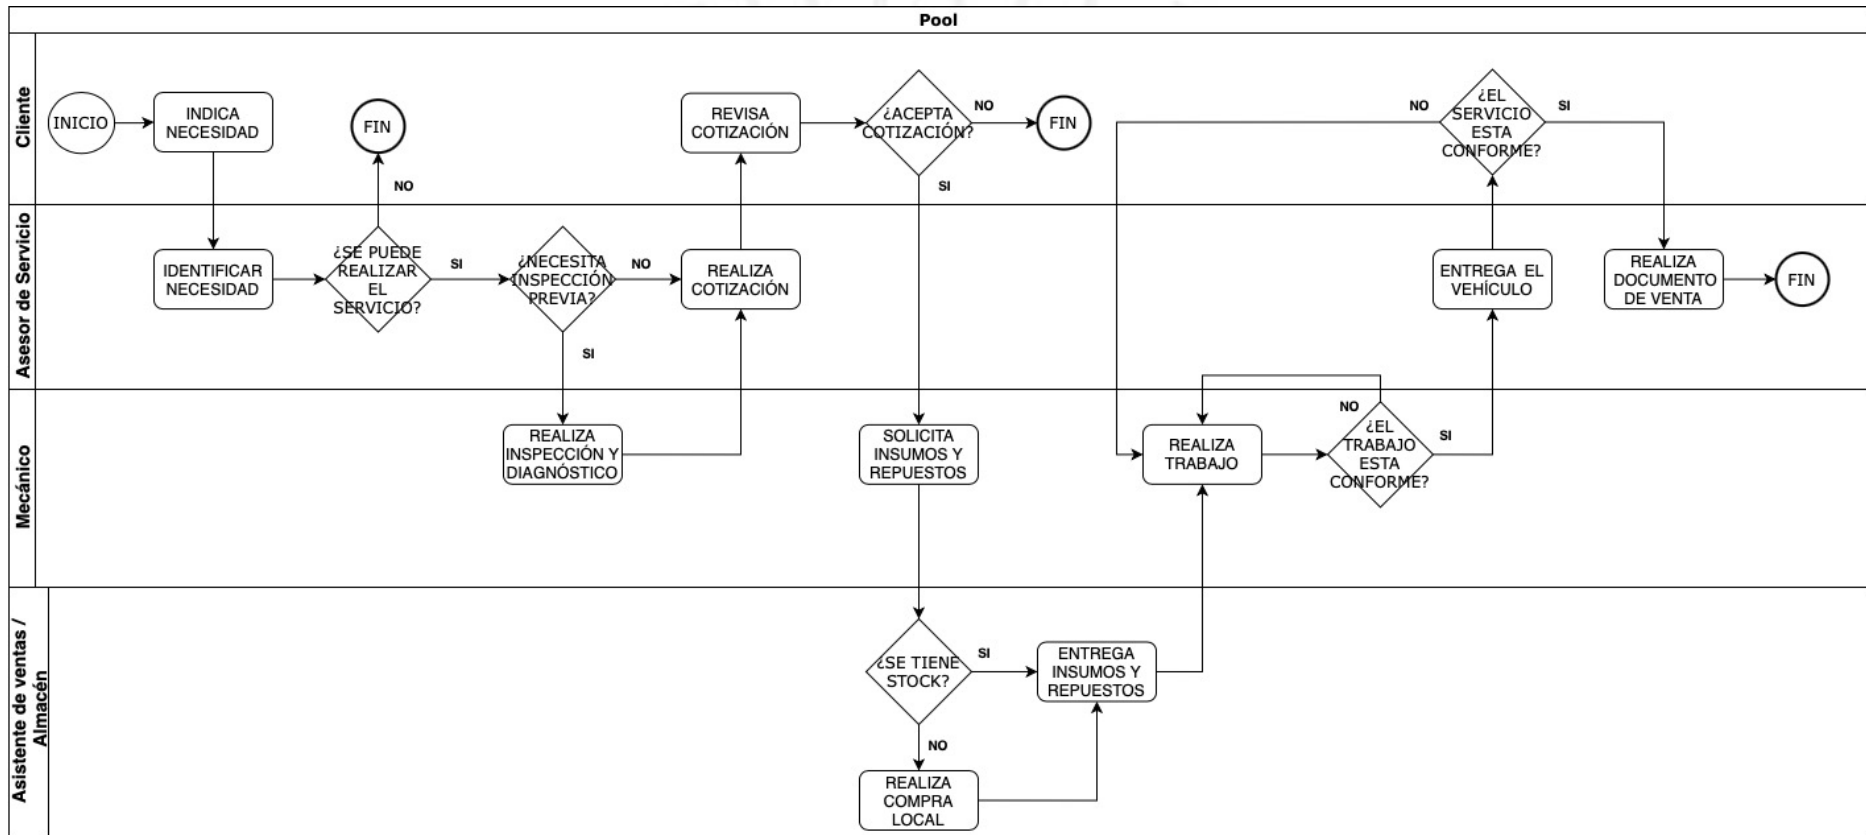 Pool
Cliente
INICIO
INDICA
NECESIDAD
FIN
NO
REVISA
COTIZACIÓN
¿ACEPTA
COTIZACIÓN?
NO
FIN
SI
NO
¿EL
SERVICIO
ESTA
CONFORME?
SI
Asesor de Servicio
IDENTIFICAR
NECESIDAD
¿SE PUEDE
REALIZAR
EL
SERVICIO?
SI
¿NECESITA
INSPECCIÓN
PREVIA?
NO
SI
REALIZA
COTIZACIÓN
ENTREGA EL
VEHÍCULO
REALIZA
DOCUMENTO
DE VENTA
FIN
Mecánico
REALIZA
INSPECCIÓN Y
DIAGNÓSTICO
SOLICITA
INSUMOS Y
REPUESTOS
REALIZA
TRABAJO
NO
¿EL
TRABAJO
ESTA
CONFORME?
SI
Asistente de ventas /
Almacén
¿SE TIENE
STOCK?
SI
ENTREGA
INSUMOS Y
REPUESTOS
NO
REALIZA
COMPRA
LOCAL